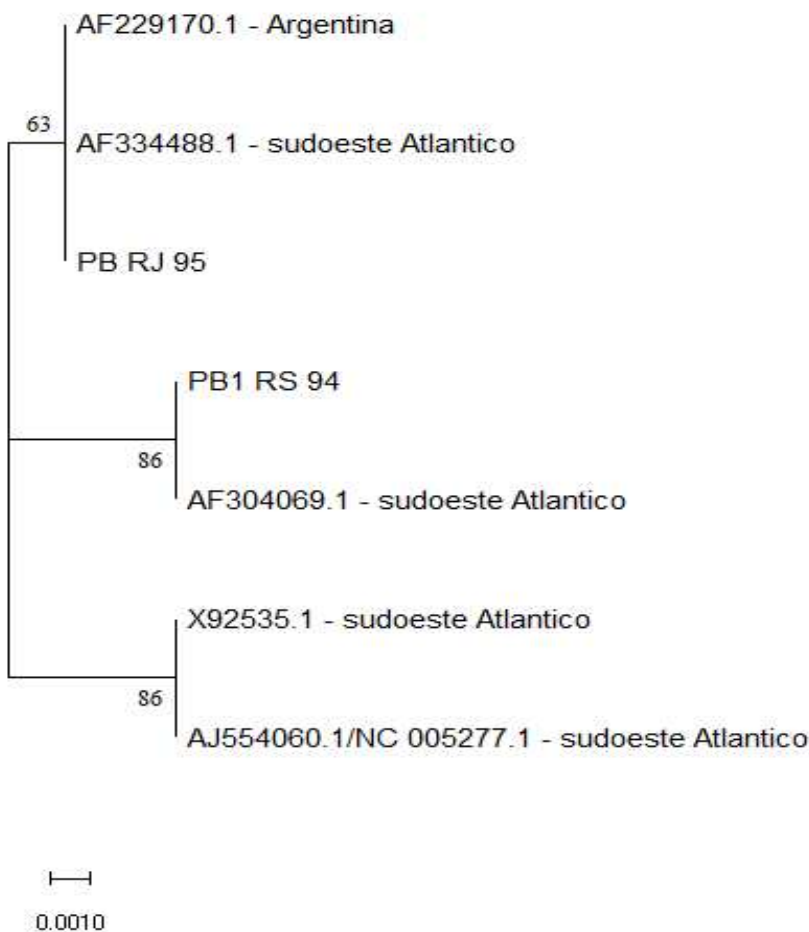 AF229170.1 - Argentina
63
AF334488.1 - sudoeste Atlantico
PB RJ 95
PB1 RS 94
86
AF304069.1 - sudoeste Atlantico
X92535.1 - sudoeste Atlantico
86
AJ554060.1/NC 005277.1 - sudoeste Atlantico
0.0010